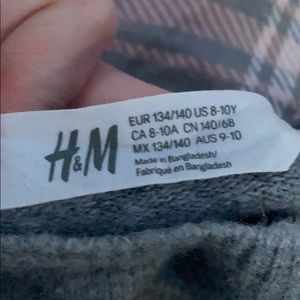 H&M
EUR 134/140 US 8-10Y
CA 8-10A CN 140/68
MX 134/140 AUS 9-10
Made in Bangladesh/
Fabriqué en Bangladesh